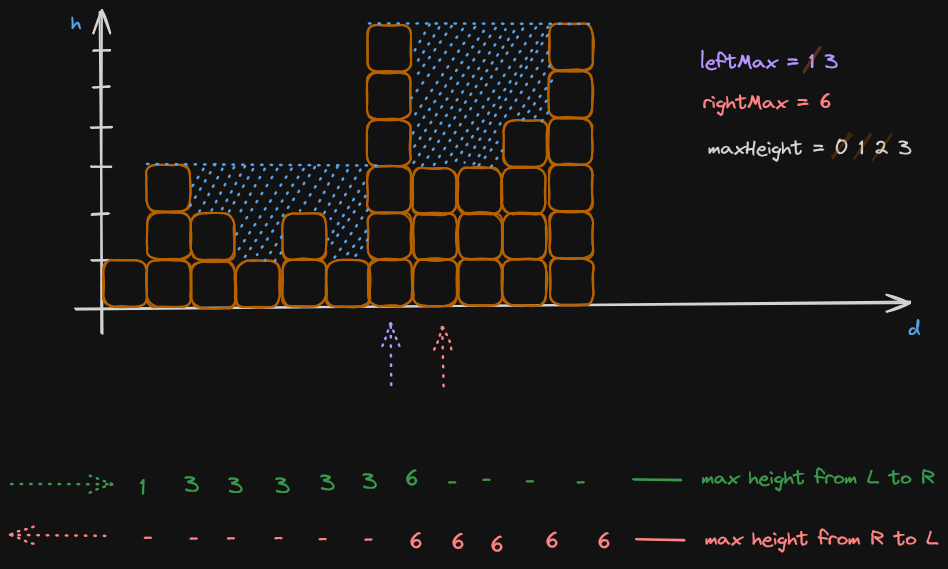 h
leftMax = 1 3
rightMax = 6
maxHeight = 0 1 2 3
d
1 3 3 3 3 3 6 - - - - max height from L to R
- - - - - - 6 6 6 6 6 max height from R to L